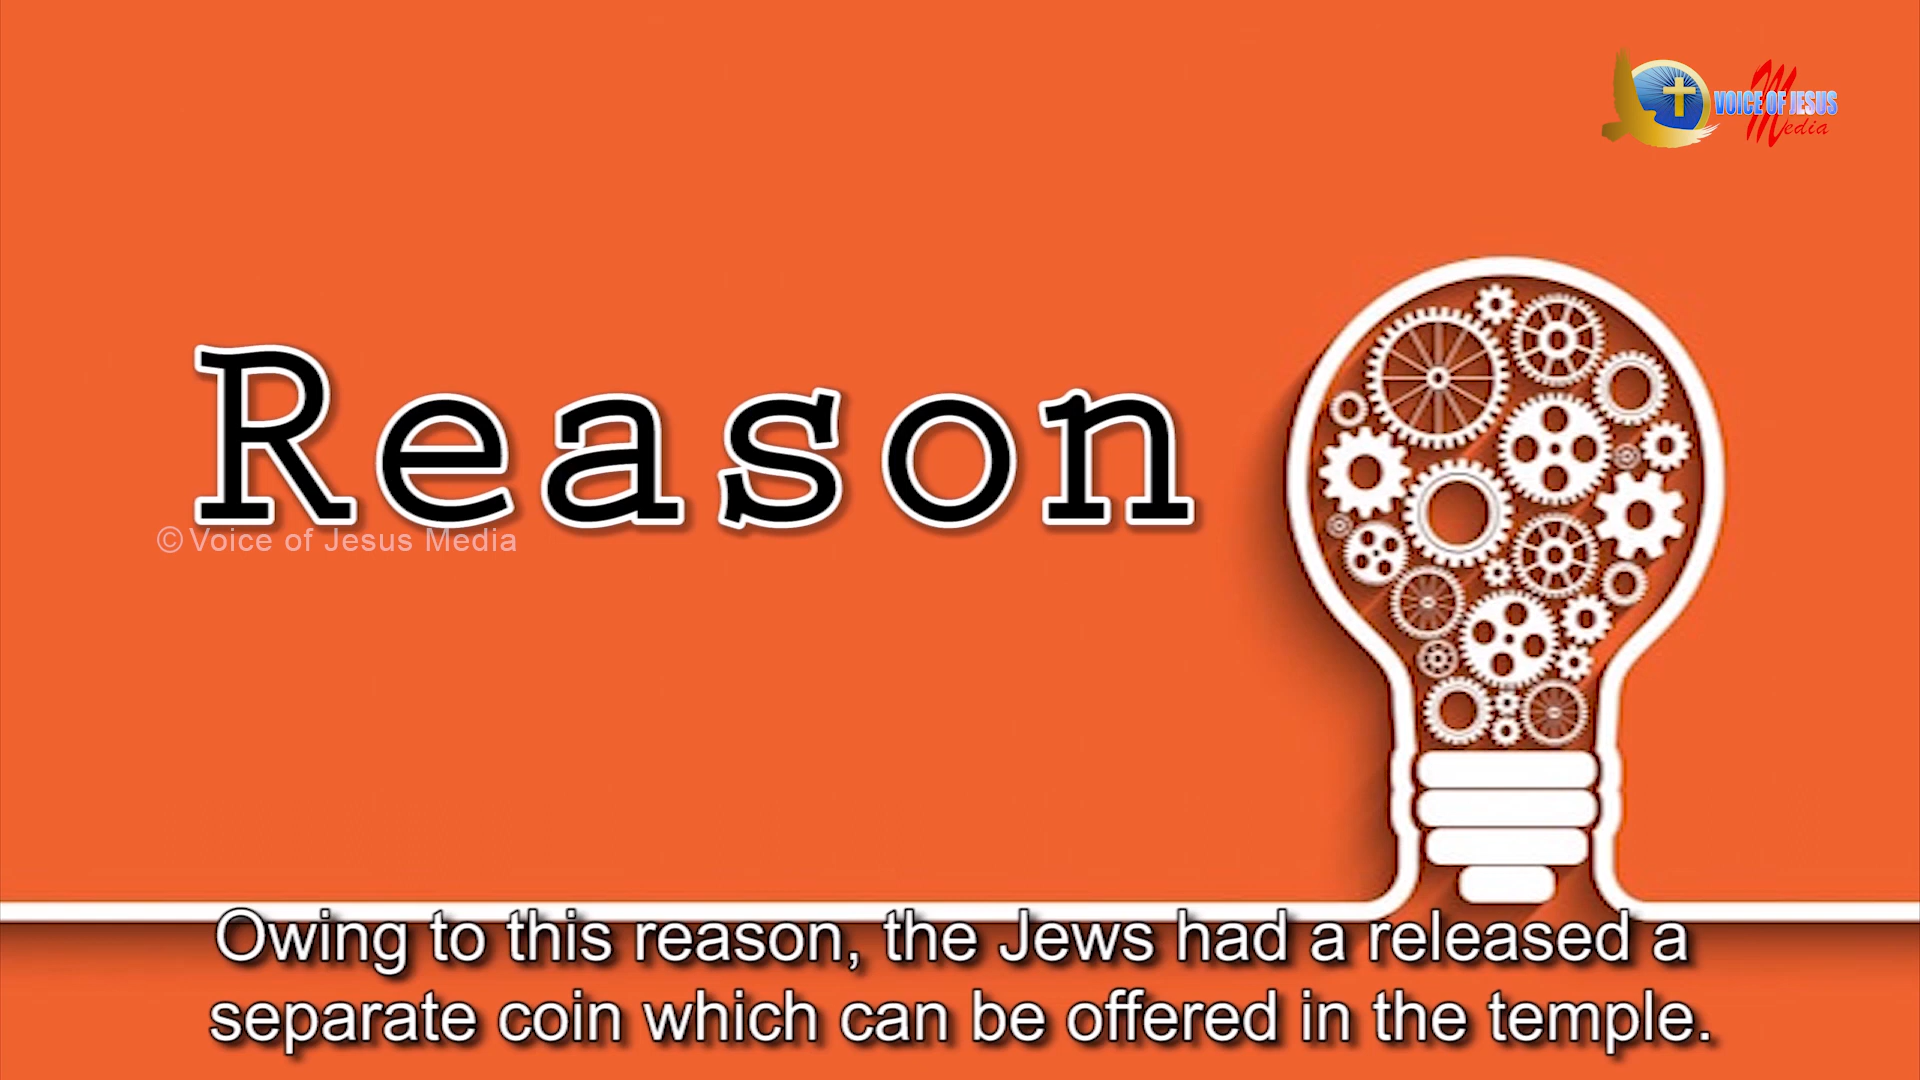 VOICE OF JESUS
Media
Reason
© Voice of Jesus Media
Owing to this reason, the Jews had a released a
separate coin which can be offered in the temple.